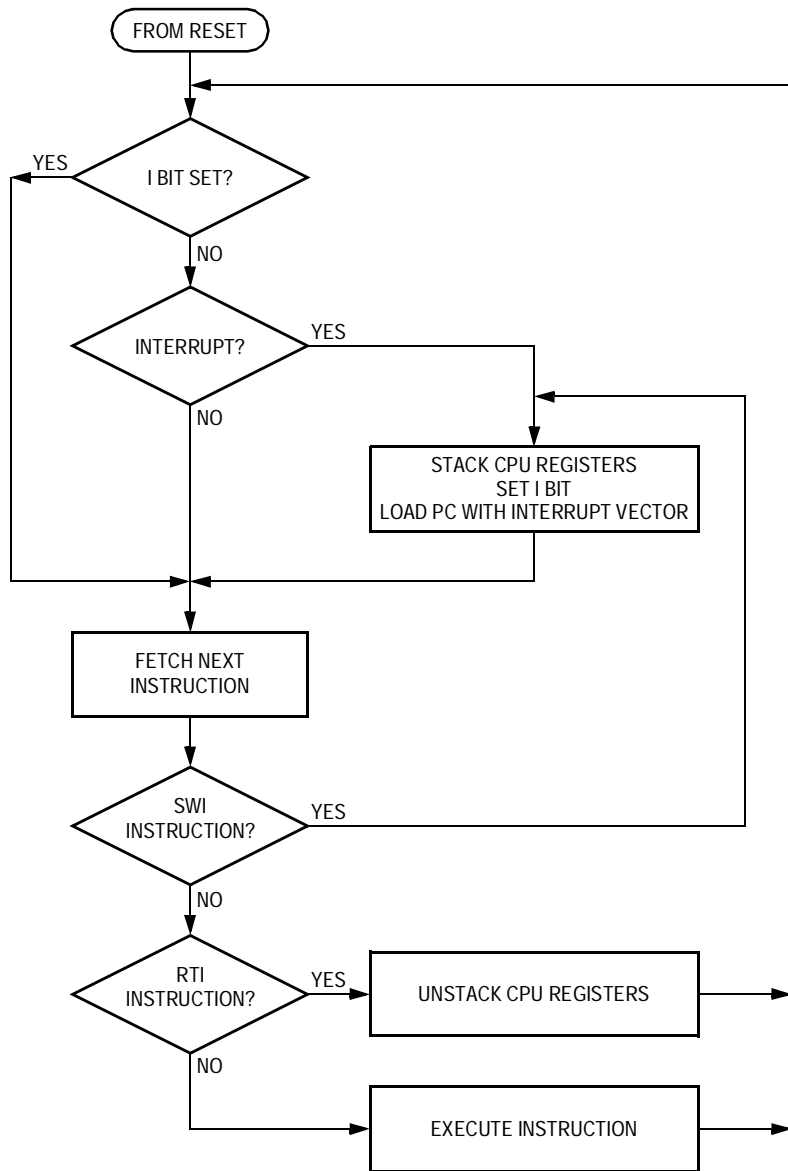 FROM RESET
YES
I BIT SET?
NO
INTERRUPT?
YES
NO
STACK CPU REGISTERS
SET I BIT
LOAD PC WITH INTERRUPT VECTOR
FETCH NEXT
INSTRUCTION
SWI
INSTRUCTION?
YES
NO
RTI
INSTRUCTION?
YES
UNSTACK CPU REGISTERS
NO
EXECUTE INSTRUCTION